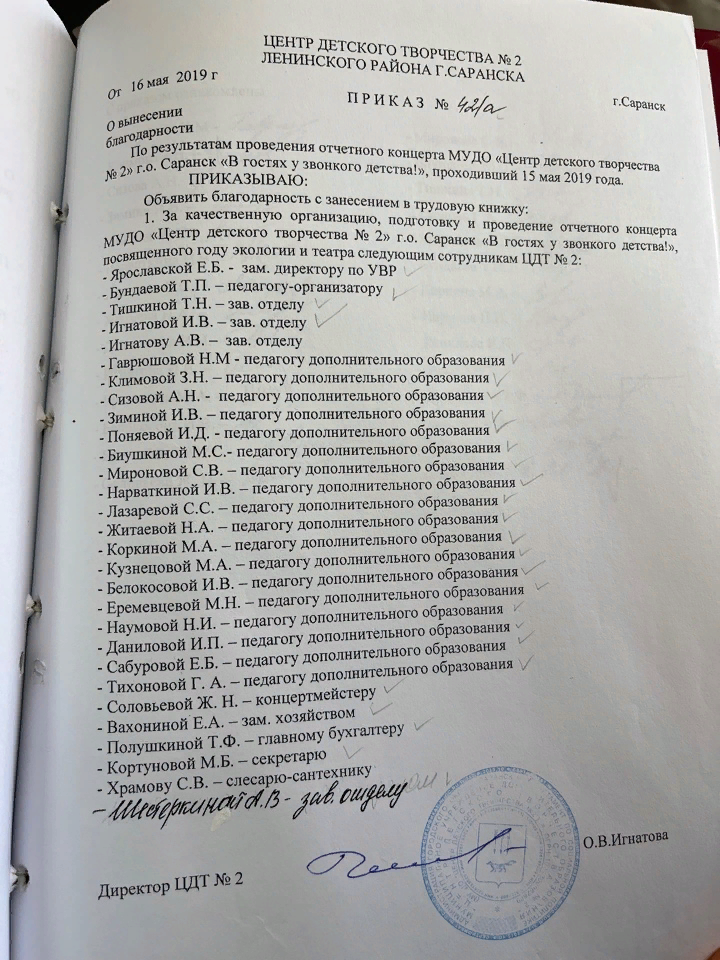 ЦЕНТР ДЕТСКОГО ТВОРЧЕСТВА № 2
ЛЕНИНСКОГО РАЙОНА Г.САРАНСКА
От 16 мая 2019 г
П Р И К А З № 42/а
г.Саранск
О вынесении
благодарности
По результатам проведения отчетного концерта МУДО «Центр детского творчества
№ 2» г.о. Саранск «В гостях у звонкого детства!», проходивший 15 мая 2019 года.
ПРИКАЗЫВАЮ:
Объявить благодарность с занесением в трудовую книжку:
1. За качественную организацию, подготовку и проведение отчетного концерта
МУДО «Центр детского творчества № 2» г.о. Саранск «В гостях у звонкого детства!»,
посвященного году экологии и театра следующим сотрудникам ЦДТ № 2:
- Ярославской Е.Б. - зам. директору по УВР
- Бундаевой Т.П. – педагогу-организатору
- Тишкиной Т.Н. – зав. отделу
- Игнатовой И.В. – зав. отделу
- Игнатову А.В. – зав. отделу
- Гаврюшовой Н.М - педагогу дополнительного образования
- Климовой З.Н. – педагогу дополнительного образования
- Сизовой А.Н. - педагогу дополнительного образования
- Зиминой И.В. – педагогу дополнительного образования
- Поняевой И.Д. - педагогу дополнительного образования
- Биушкиной М.С.- педагогу дополнительного образования
- Мироновой С.В. – педагогу дополнительного образования
- Нарваткиной И.В. – педагогу дополнительного образования
- Лазаревой С.С. – педагогу дополнительного образования
- Житаевой Н.А. – педагогу дополнительного образования
- Коркиной М.А. – педагогу дополнительного образования
- Кузнецовой М.А. – педагогу дополнительного образования
- Белокосовой И.В. – педагогу дополнительного образования
- Еремевцевой М.Н. – педагогу дополнительного образования
- Наумовой Н.И. – педагогу дополнительного образования
- Даниловой И.П. – педагогу дополнительного образования
- Сабуровой Е.Б. – педагогу дополнительного образования
- Тихоновой Г. А. – педагогу дополнительного образования
- Соловьевой Ж. Н. – концертмейстеру
- Вахониной Е.А. – зам. хозяйством
- Полушкиной Т.Ф. – главному бухгалтеру
- Кортуновой М.Б. – секретарю
- Храмову С.В. – слесарю-сантехнику
- Шестеркиной А.В - зав. отделу
Директор ЦДТ № 2
О.В.Игнатова